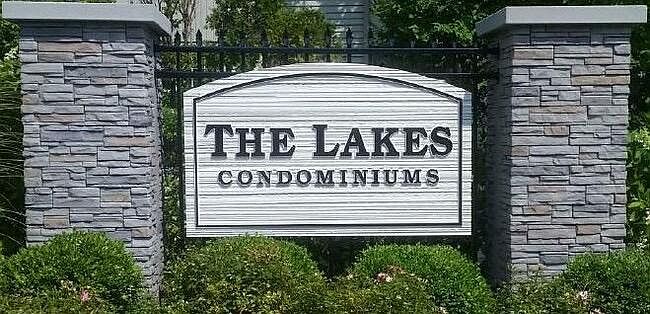 THE LAKES
CONDOMINIUMS